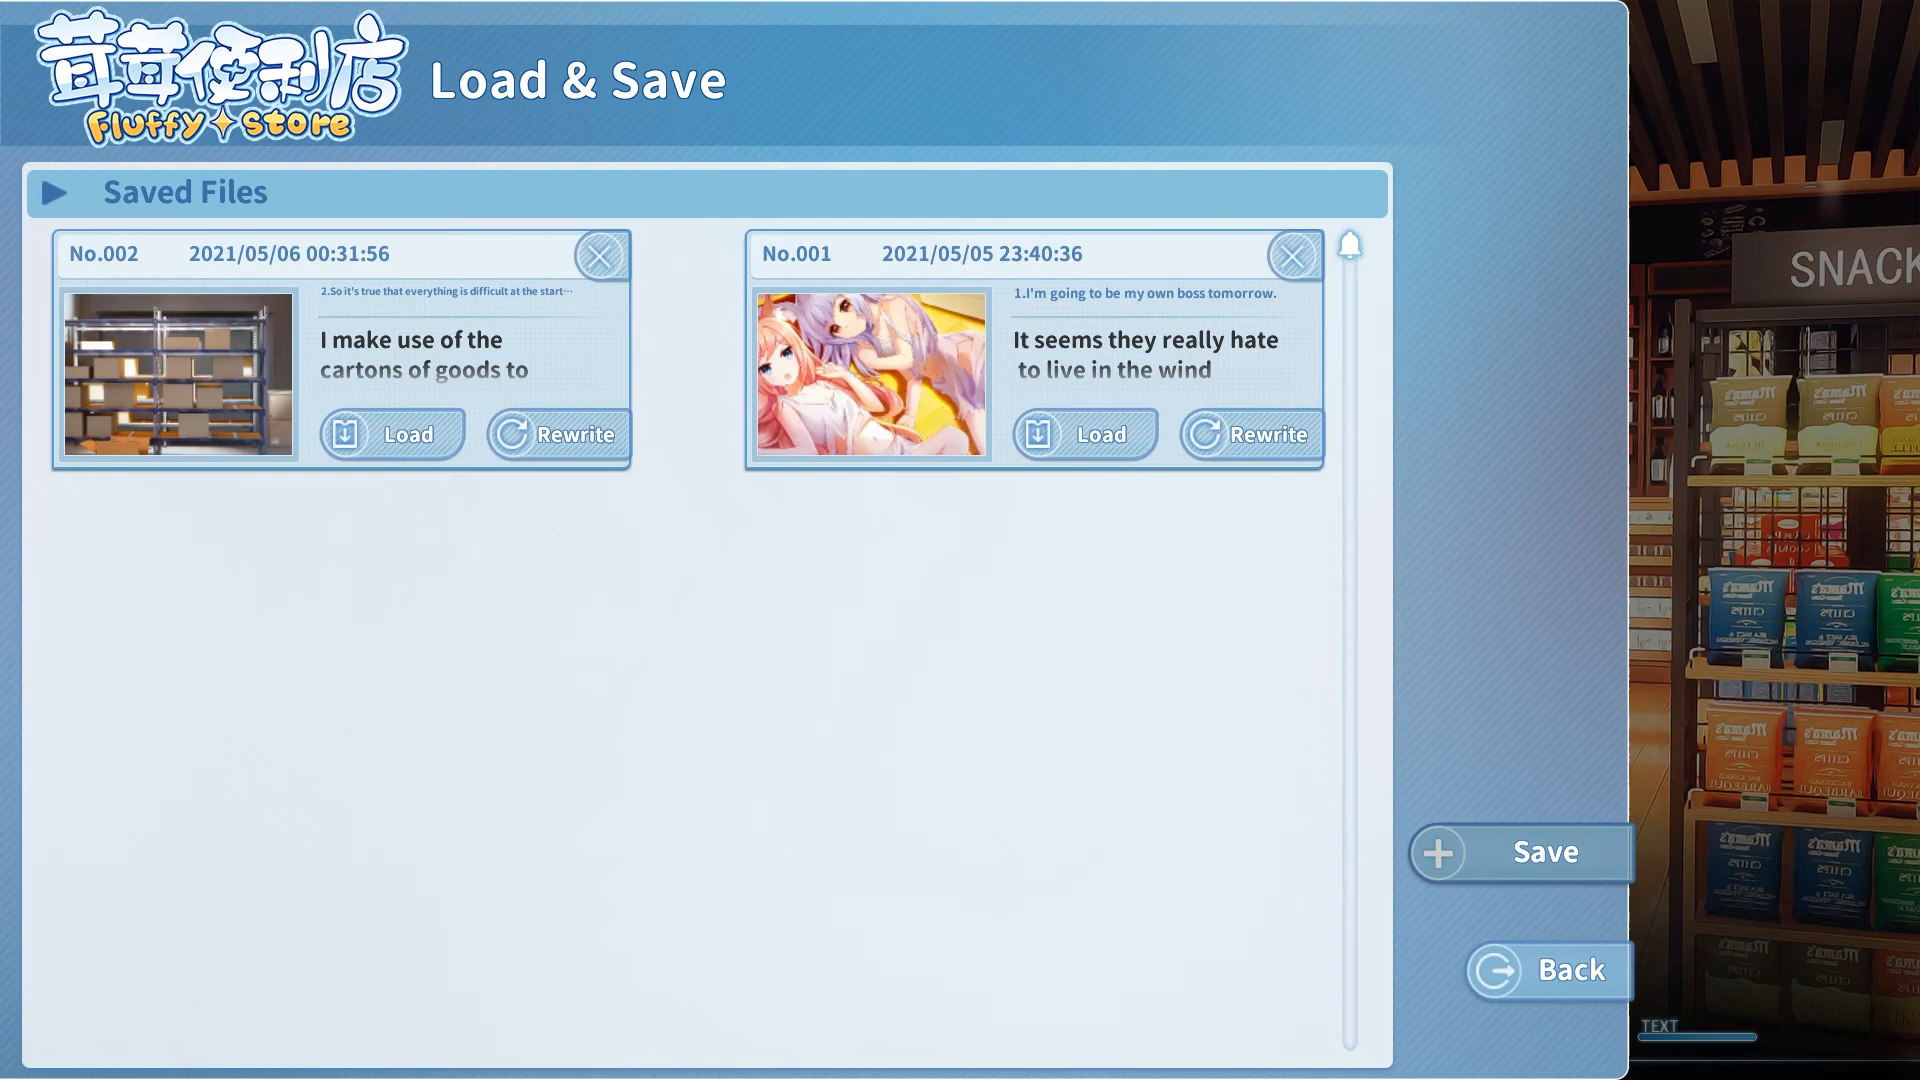 茸茸便利店
Fluffy Store
Load & Save
Saved Files
No.002 2021/05/06 00:31:56
2.So it's true that everything is difficult at the start…
I make use of the
cartons of goods to
Load
Rewrite
No.001 2021/05/05 23:40:36
1.I'm going to be my own boss tomorrow.
It seems they really hate
to live in the wind
Load
Rewrite
Save
Back
SNACK
TEXT